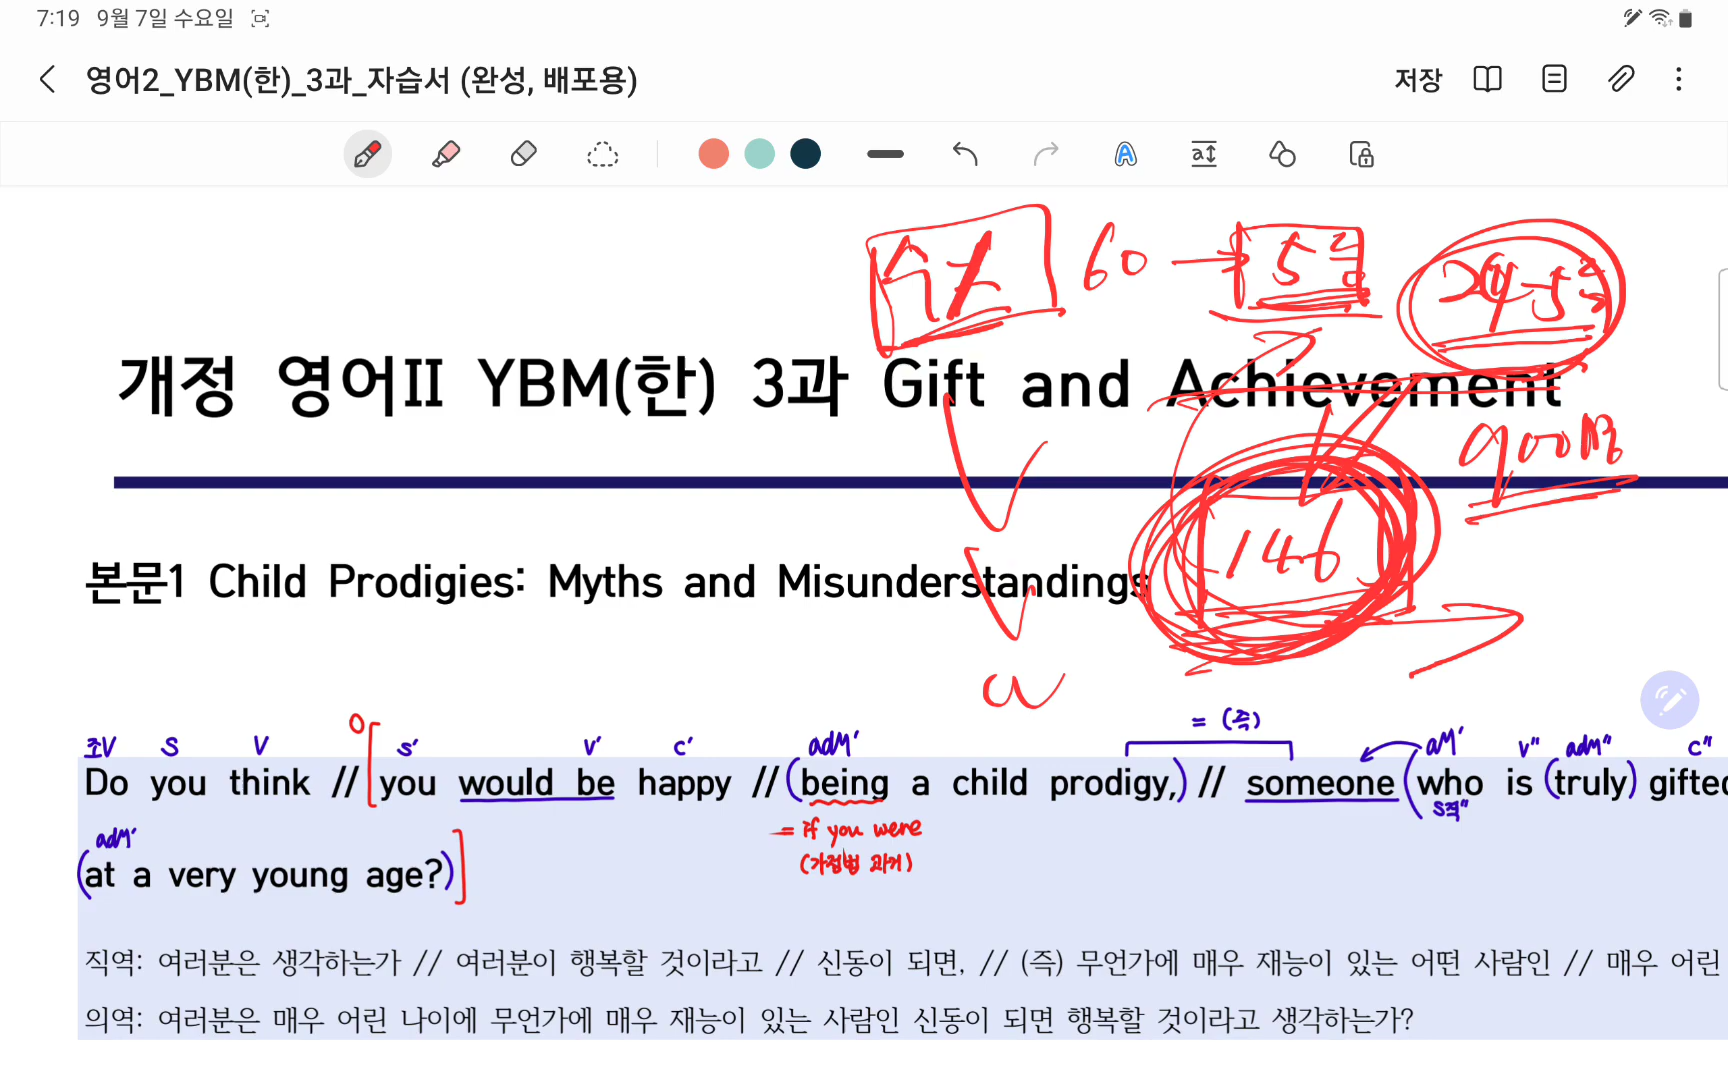 7:19 9월 7일 수요일
영어2_YBM(한)_3과_자습서 (완성, 배포용)
저장
60 → 5등
개정 영어II YBM(한) 3과 Gift and Achievement
900명
146
본문1 Child Prodigies: Myths and Misunderstandings
= (즉)
조V S V O s' v' c' adM' aM' v" adM" c"
Do you think // [you would be happy // (being a child prodigy,) // someone (who is (truly) gifted
s직"
= if you were
(가정법 과거)
adM'
(at a very young age?)]
직역: 여러분은 생각하는가 // 여러분이 행복할 것이라고 // 신동이 되면, // (즉) 무언가에 매우 재능이 있는 어떤 사람인 // 매우 어린
의역: 여러분은 매우 어린 나이에 무언가에 매우 재능이 있는 사람인 신동이 되면 행복할 것이라고 생각하는가?